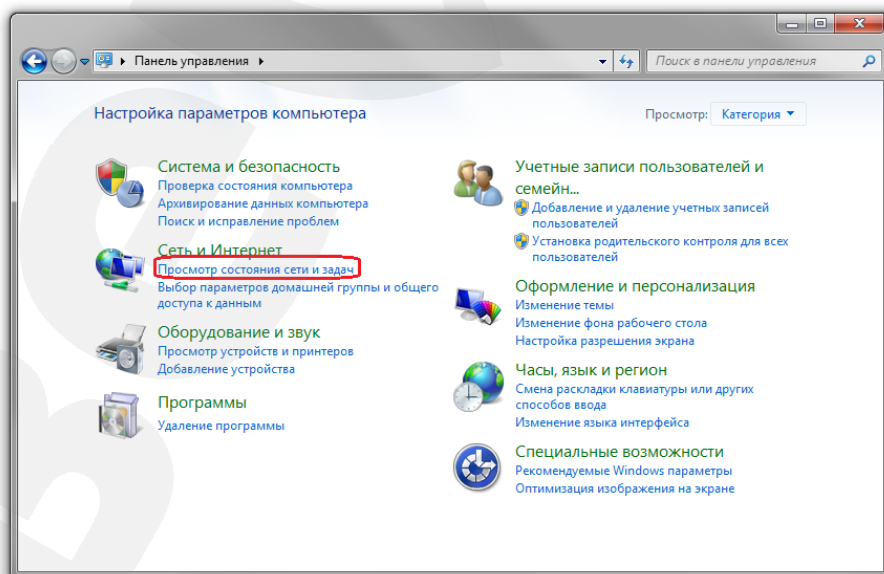 Панель управления
Поиск в панели управления
Настройка параметров компьютера
Просмотр: Категория
Система и безопасность
Проверка состояния компьютера
Архивирование данных компьютера
Поиск и исправление проблем
Сеть и Интернет
Просмотр состояния сети и задач
Выбор параметров домашней группы и общего
доступа к данным
Оборудование и звук
Просмотр устройств и принтеров
Добавление устройства
Программы
Удаление программы
Учетные записи пользователей и
семейн...
Добавление и удаление учетных записей
пользователей
Установка родительского контроля для всех
пользователей
Оформление и персонализация
Изменение темы
Изменение фона рабочего стола
Настройка разрешения экрана
Часы, язык и регион
Смена раскладки клавиатуры или других
способов ввода
Изменение языка интерфейса
Специальные возможности
Рекомендуемые Windows параметры
Оптимизация изображения на экране